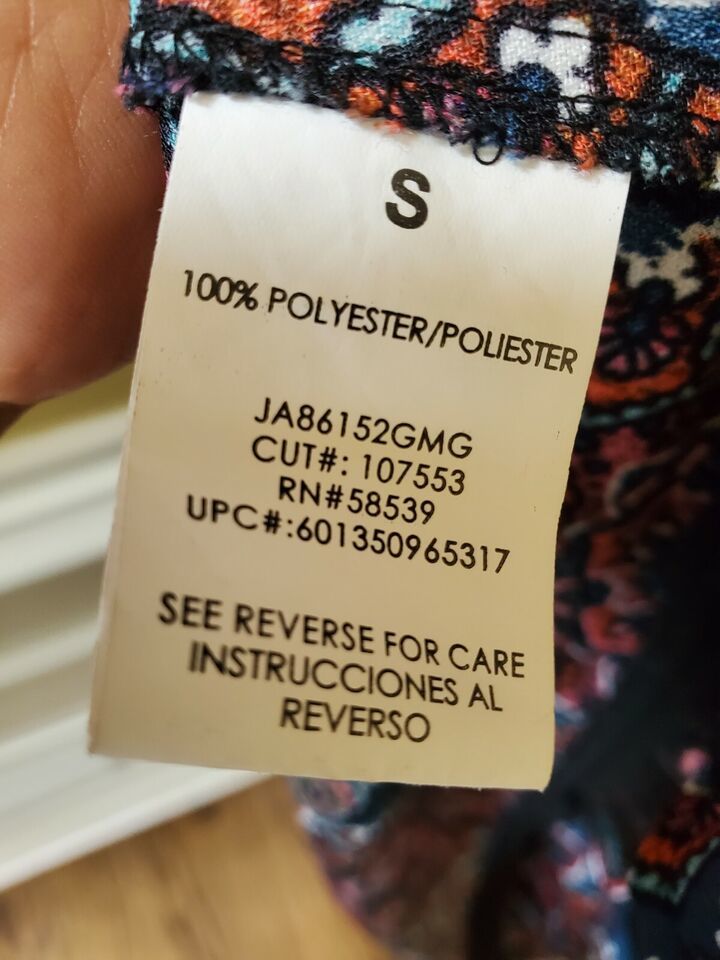 S
100% POLYESTER/POLIESTER
JA86152GMG
CUT#: 107553
RN#58539
UPC#:601350965317
SEE REVERSE FOR CARE
INSTRUCCIONES AL
REVERSO